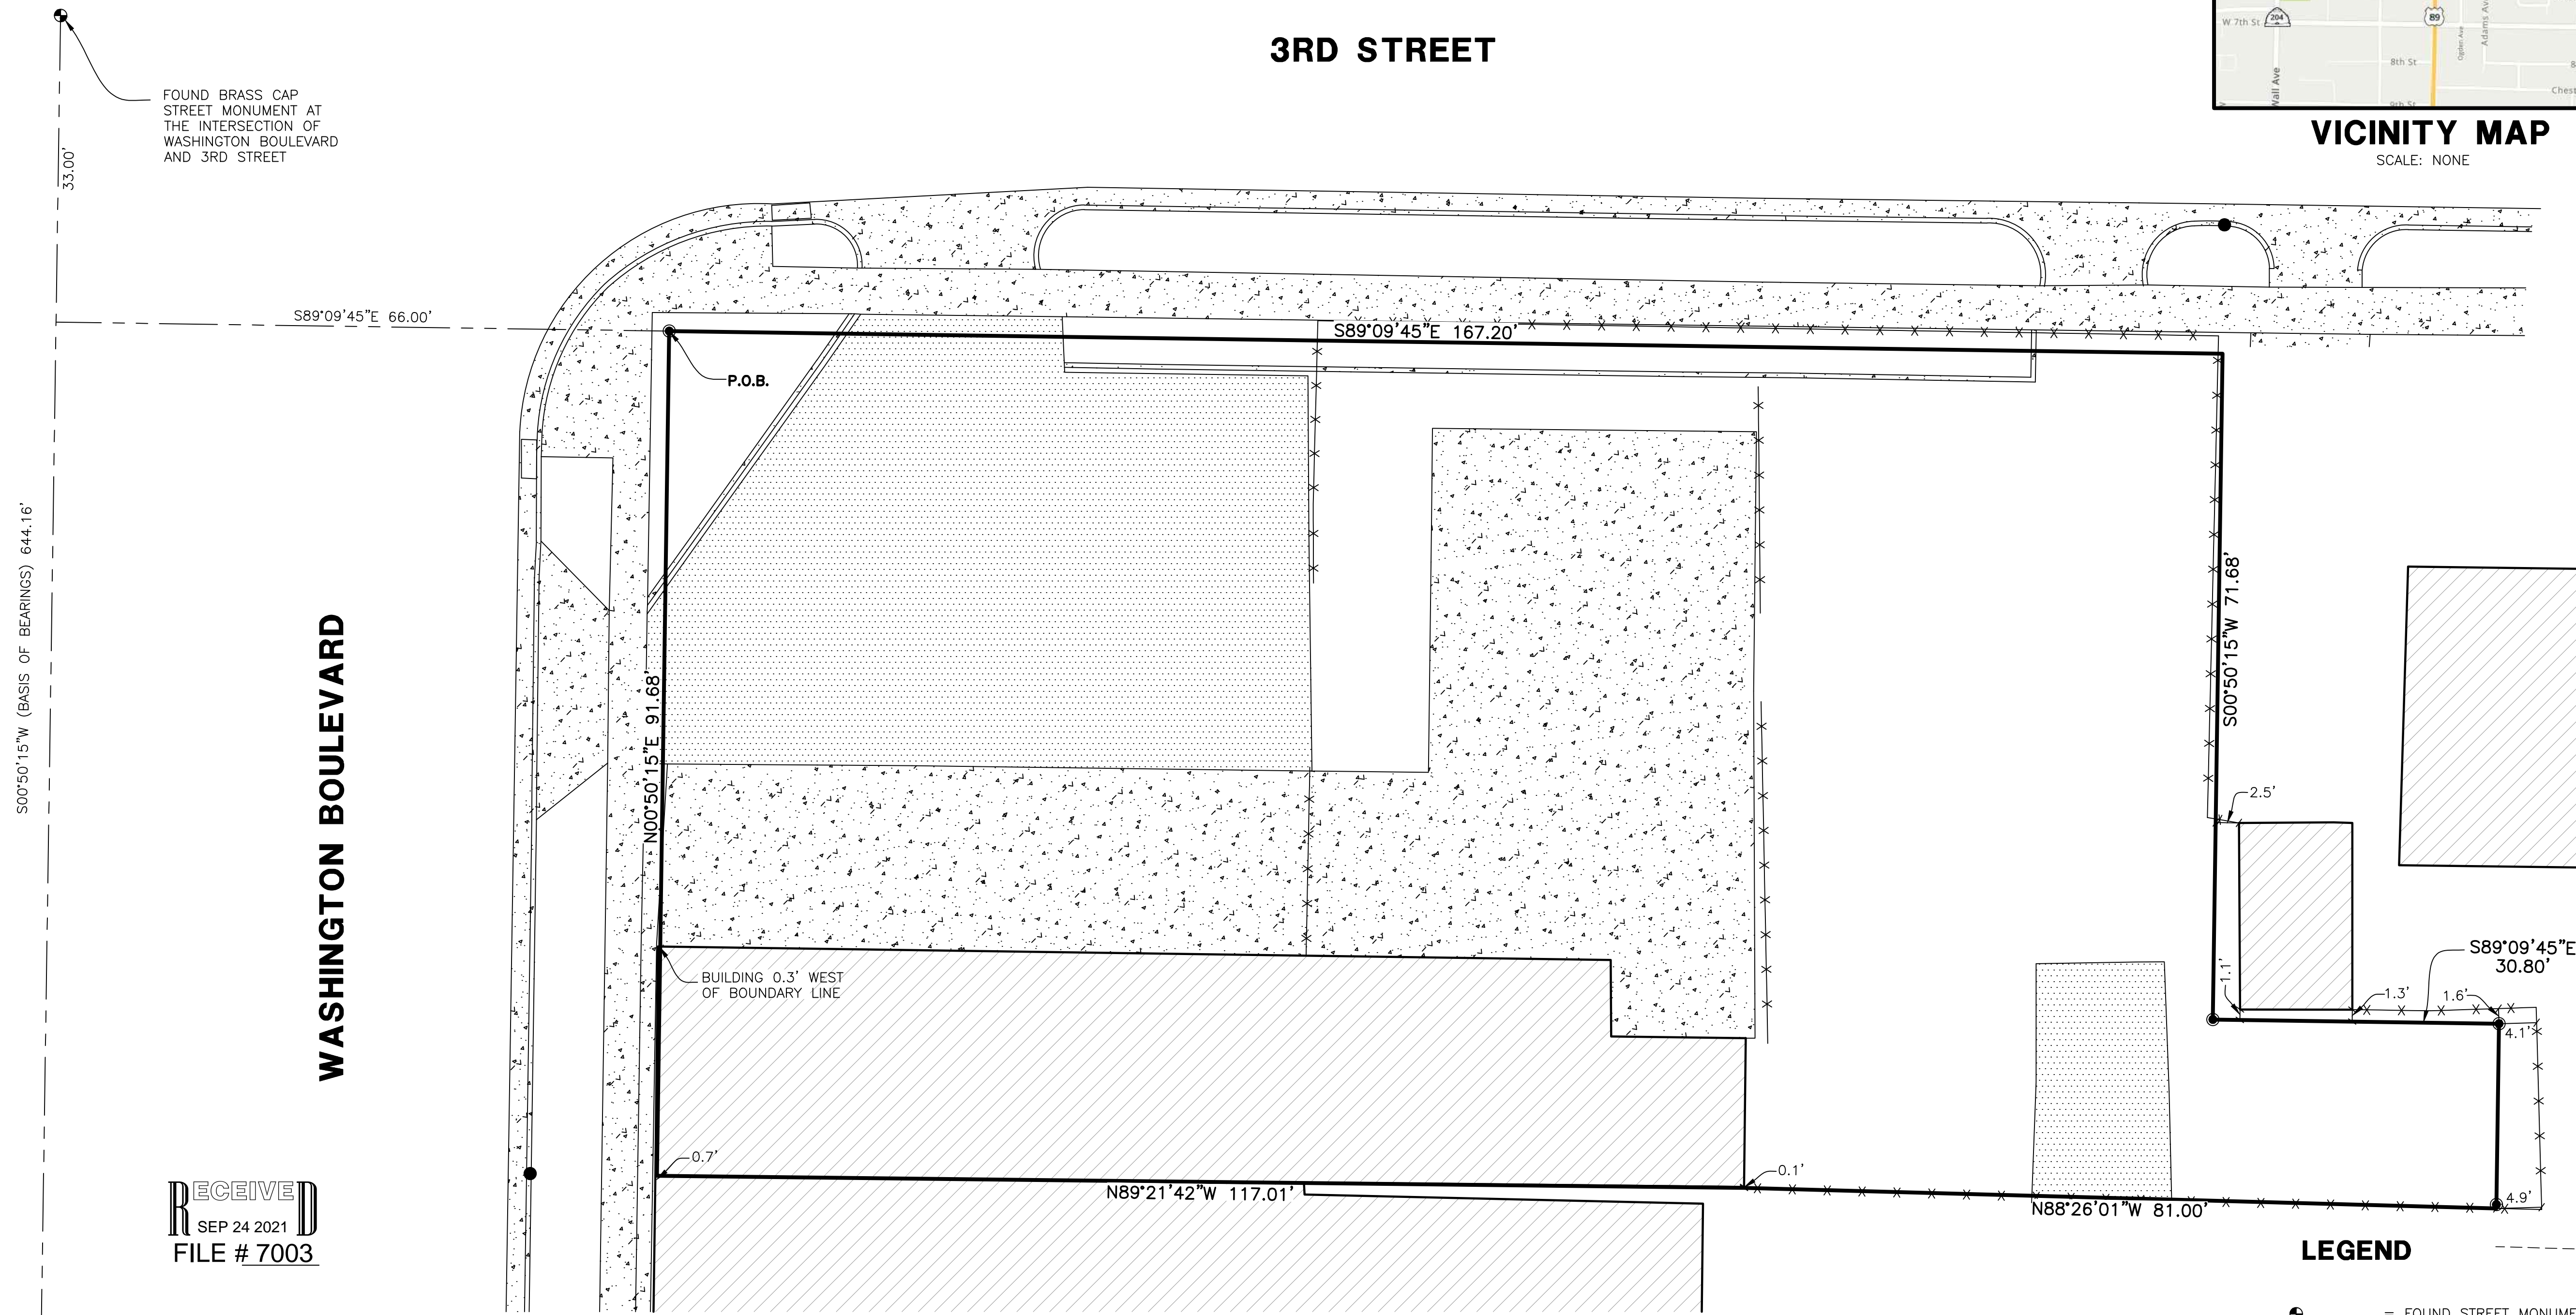 3RD STREET
FOUND BRASS CAP
STREET MONUMENT AT
THE INTERSECTION OF
WASHINGTON BOULEVARD
AND 3RD STREET
33.00'
W 7th St
204
89
Ogden Ave
8th St
Wall Ave
9th St
VICINITY MAP
SCALE: NONE
S89°09'45"E 66.00'
S89°09'45"E 167.20'
P.O.B.
S00°50'15"W (BASIS OF BEARINGS) 644.16'
WASHINGTON BOULEVARD
N00°50'15"E 91.68'
S00°50'15"W 71.68'
2.5'
S89°09'45"E
30.80'
1.1'
1.3'
1.6'
4.1'
BUILDING 0.3' WEST
OF BOUNDARY LINE
0.7'
0.1'
N89°21'42"W 117.01'
N88°26'01"W 81.00'
4.9'
RECEIVED
SEP 24 2021
FILE # 7003
LEGEND